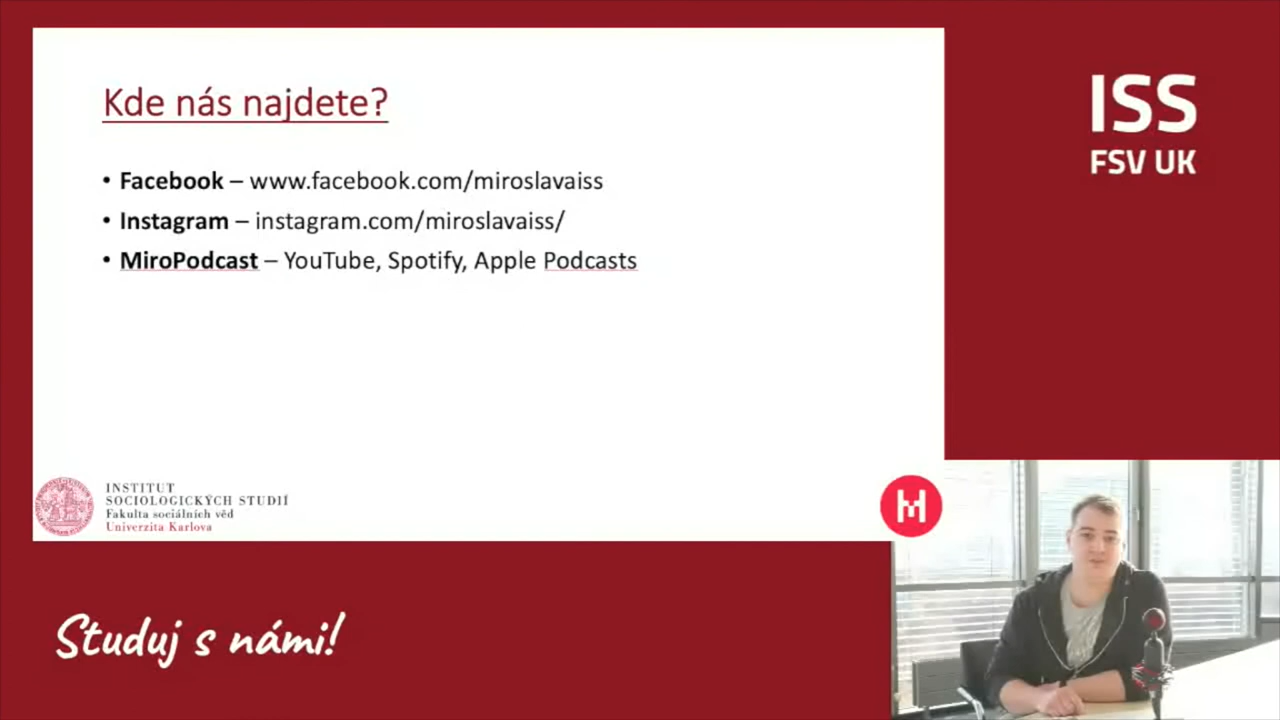 Kde nás najdete?
• Facebook – www.facebook.com/miroslavaiss
• Instagram – instagram.com/miroslavaiss/
• MiroPodcast – YouTube, Spotify, Apple Podcasts
ISS
FSV UK
INSTITUT
SOCIOLOGICKÝCH STUDIÍ
Fakulta sociálních věd
Univerzita Karlova
M
Studuj s námi!